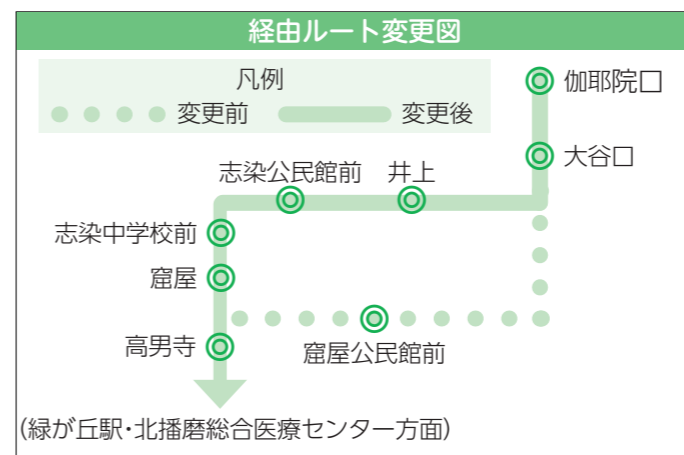 経由ルート変更図
凡例
変更前 変更後
伽耶院口
大谷口
志染公民館前 井上
志染中学校前
窟屋
高男寺
窟屋公民館前
(緑が丘駅・北播磨総合医療センター方面)